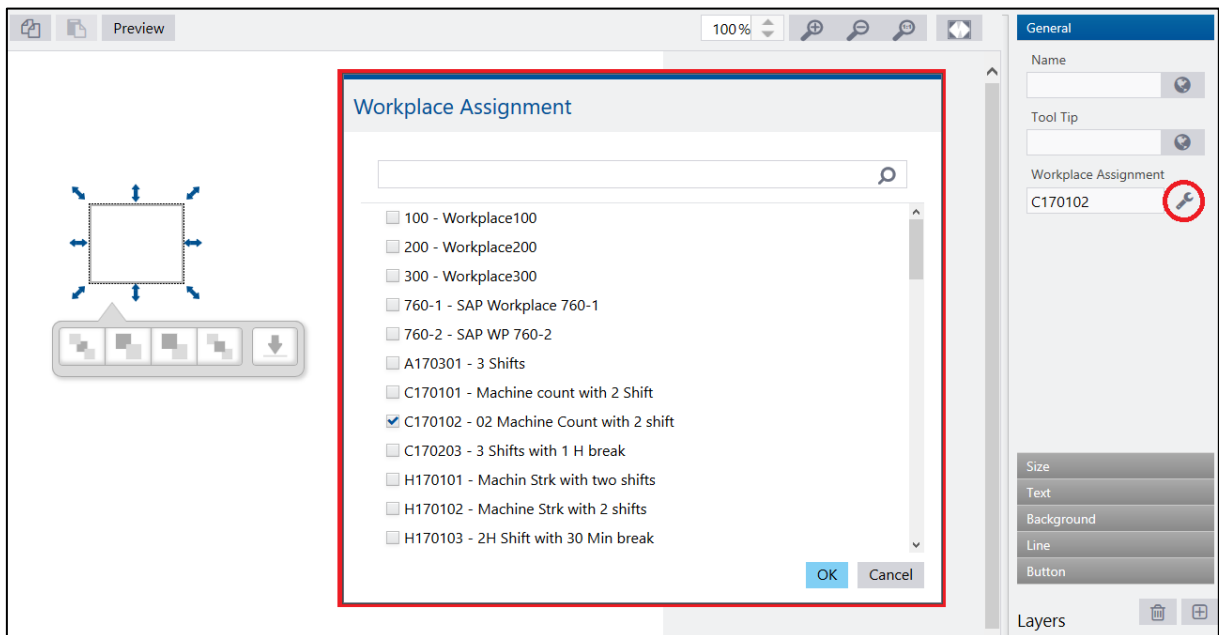 Preview
100%
Workplace Assignment
100 - Workplace100
200 - Workplace200
300 - Workplace300
760-1 - SAP Workplace 760-1
760-2 - SAP WP 760-2
A170301 - 3 Shifts
C170101 - Machine count with 2 Shift
C170102 - 02 Machine Count with 2 shift
C170203 - 3 Shifts with 1 H break
H170101 - Machin Strk with two shifts
H170102 - Machine Strk with 2 shifts
H170103 - 2H Shift with 30 Min break
OK
Cancel
General
Name
Tool Tip
Workplace Assignment
C170102
Size
Text
Background
Line
Button
Layers